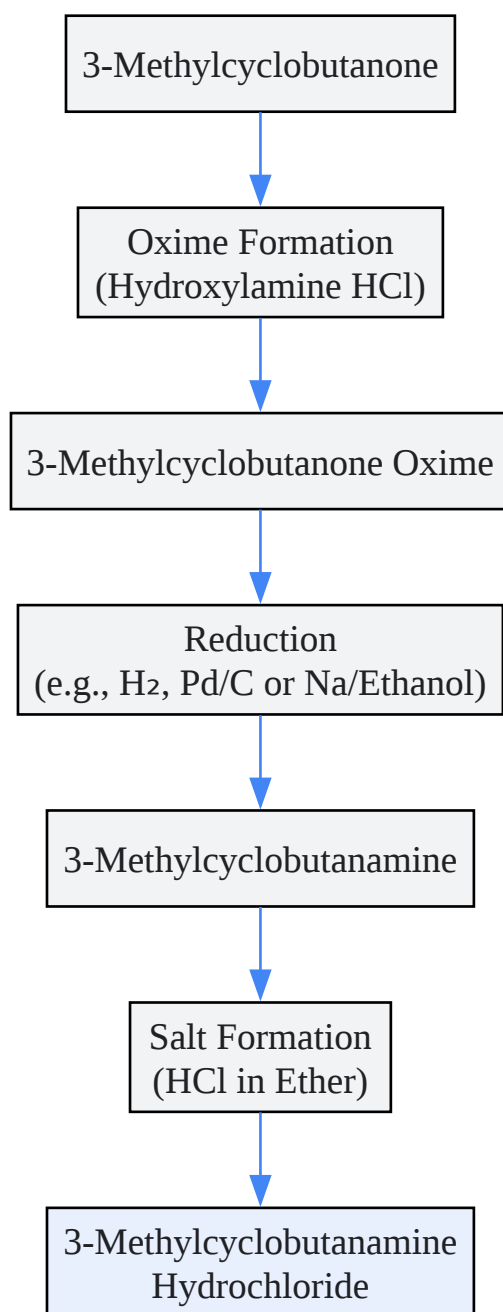 3-Methylcyclobutanone
Oxime Formation
(Hydroxylamine HCl)
3-Methylcyclobutanone Oxime
Reduction
(e.g., H₂, Pd/C or Na/Ethanol)
3-Methylcyclobutanamine
Salt Formation
(HCl in Ether)
3-Methylcyclobutanamine
Hydrochloride